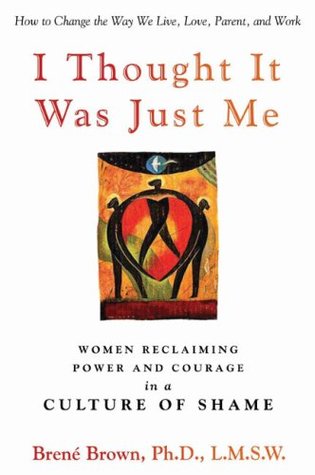 How to Change the Way We Live, Love, Parent, and Work
I Thought It
Was Just Me
WOMEN RECLAIMING
POWER AND COURAGE
in a
CULTURE OF SHAME
Brené Brown, Ph.D., L.M.S.W.